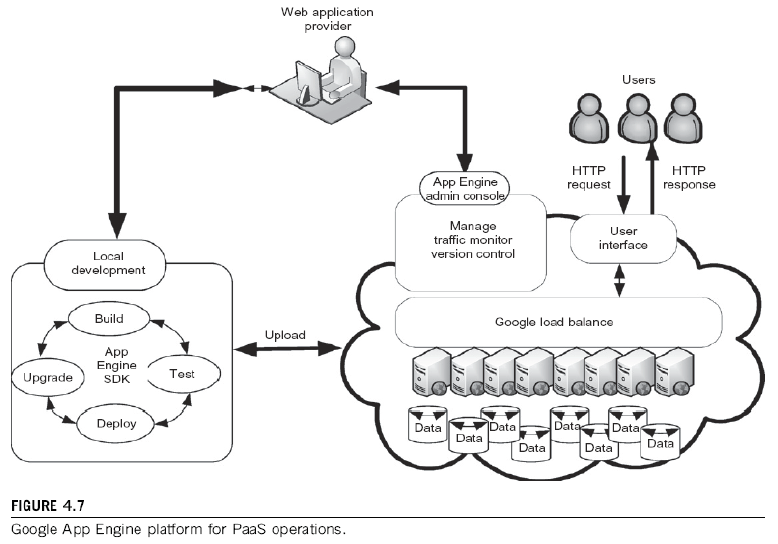 Web application
provider
Users
HTTP
request
HTTP
response
App Engine
admin console
Manage
traffic monitor
version control
User
interface
Local
development
Google load balance
Build
App
Engine
SDK
Upgrade
Test
Deploy
Upload
Data
Data
Data
Data
Data
Data
Data
Data
FIGURE 4.7
Google App Engine platform for PaaS operations.